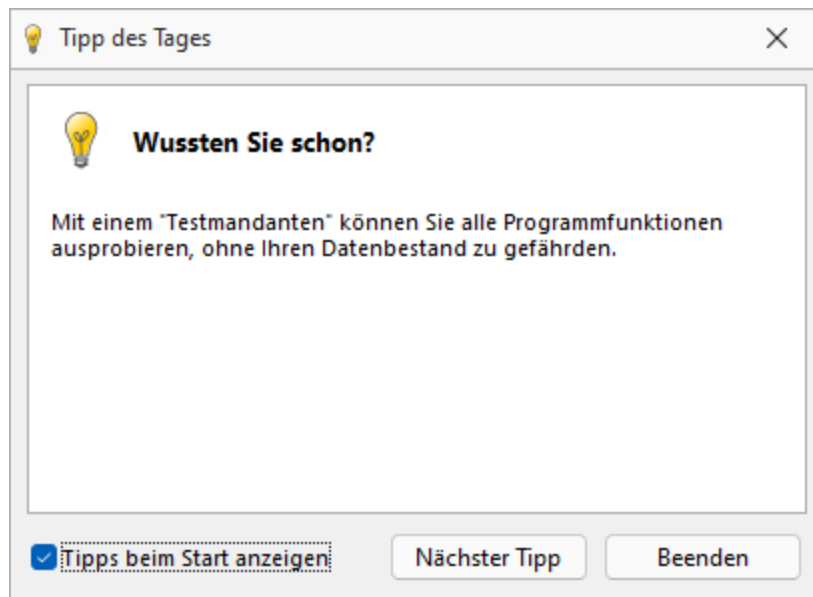 Tipp des Tages
Wussten Sie schon?
Mit einem "Testmandanten" können Sie alle Programmfunktionen
ausprobieren, ohne Ihren Datenbestand zu gefährden.
Tipps beim Start anzeigen
Nächster Tipp
Beenden